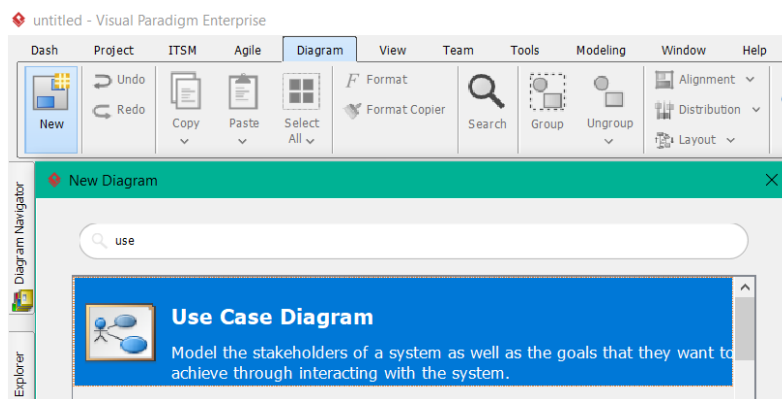 untitled - Visual Paradigm Enterprise
Dash Project ITSM Agile Diagram View Team Tools Modeling Window Help
New
Undo
Redo
Copy
Paste
Select
All
Format
Format Copier
Search
Group
Ungroup
Alignment
Distribution
Layout
Diagram Navigator
Explorer
New Diagram
use
Use Case Diagram
Model the stakeholders of a system as well as the goals that they want to
achieve through interacting with the system.